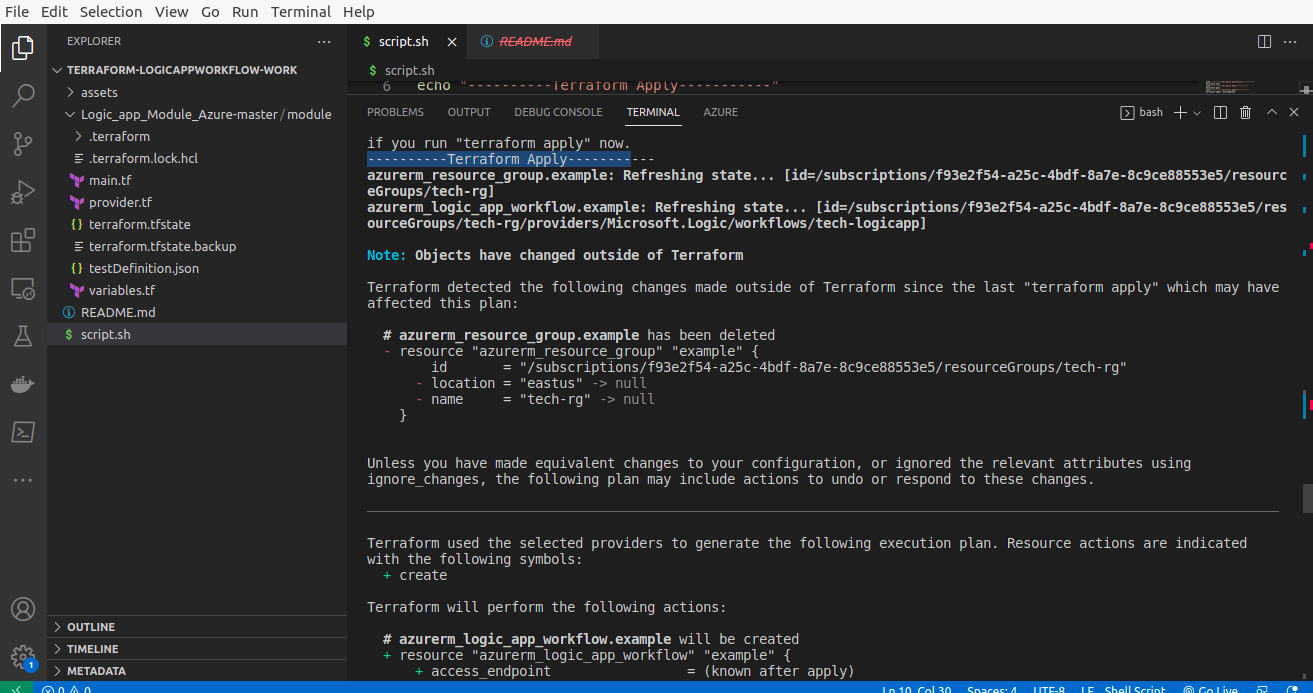 File Edit Selection View Go Run Terminal Help
EXPLORER
TERRAFORM-LOGICAPPWORKFLOW-WORK
assets
Logic_app_Module_Azure-master / module
.terraform
.terraform.lock.hcl
main.tf
provider.tf
{} terraform.tfstate
terraform.tfstate.backup
{} testDefinition.json
variables.tf
README.md
$ script.sh
OUTLINE
TIMELINE
METADATA
1
$ script.sh
README.md
$ script.sh
6 echo "----------Terraform Apply-----------"
PROBLEMS OUTPUT DEBUG CONSOLE TERMINAL AZURE
bash
if you run "terraform apply" now.
----------Terraform Apply-----------
azurerm_resource_group.example: Refreshing state... [id=/subscriptions/f93e2f54-a25c-4bdf-8a7e-8c9ce88553e5/resourc
eGroups/tech-rg]
azurerm_logic_app_workflow.example: Refreshing state... [id=/subscriptions/f93e2f54-a25c-4bdf-8a7e-8c9ce88553e5/res
ourceGroups/tech-rg/providers/Microsoft.Logic/workflows/tech-logicapp]
Note: Objects have changed outside of Terraform
Terraform detected the following changes made outside of Terraform since the last "terraform apply" which may have
affected this plan:
# azurerm_resource_group.example has been deleted
- resource "azurerm_resource_group" "example" {
id = "/subscriptions/f93e2f54-a25c-4bdf-8a7e-8c9ce88553e5/resourceGroups/tech-rg"
- location = "eastus" -> null
- name = "tech-rg" -> null
}
Unless you have made equivalent changes to your configuration, or ignored the relevant attributes using
ignore_changes, the following plan may include actions to undo or respond to these changes.
Terraform used the selected providers to generate the following execution plan. Resource actions are indicated
with the following symbols:
+ create
Terraform will perform the following actions:
# azurerm_logic_app_workflow.example will be created
+ resource "azurerm_logic_app_workflow" "example" {
+ access_endpoint = (known after apply)
0 0 Ln 10, Col 30 Spaces: 4 UTF-8 LF Shell Script Go Live